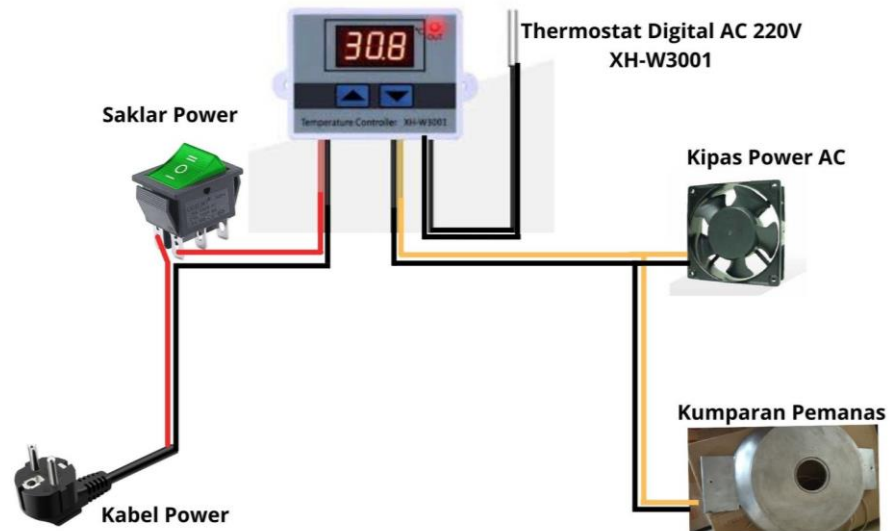 Thermostat Digital AC 220V
XH-W3001
30.8
°C
OUT
Temperature Controller XH-W3001
Saklar Power
Kipas Power AC
Kumparan Pemanas
Kabel Power